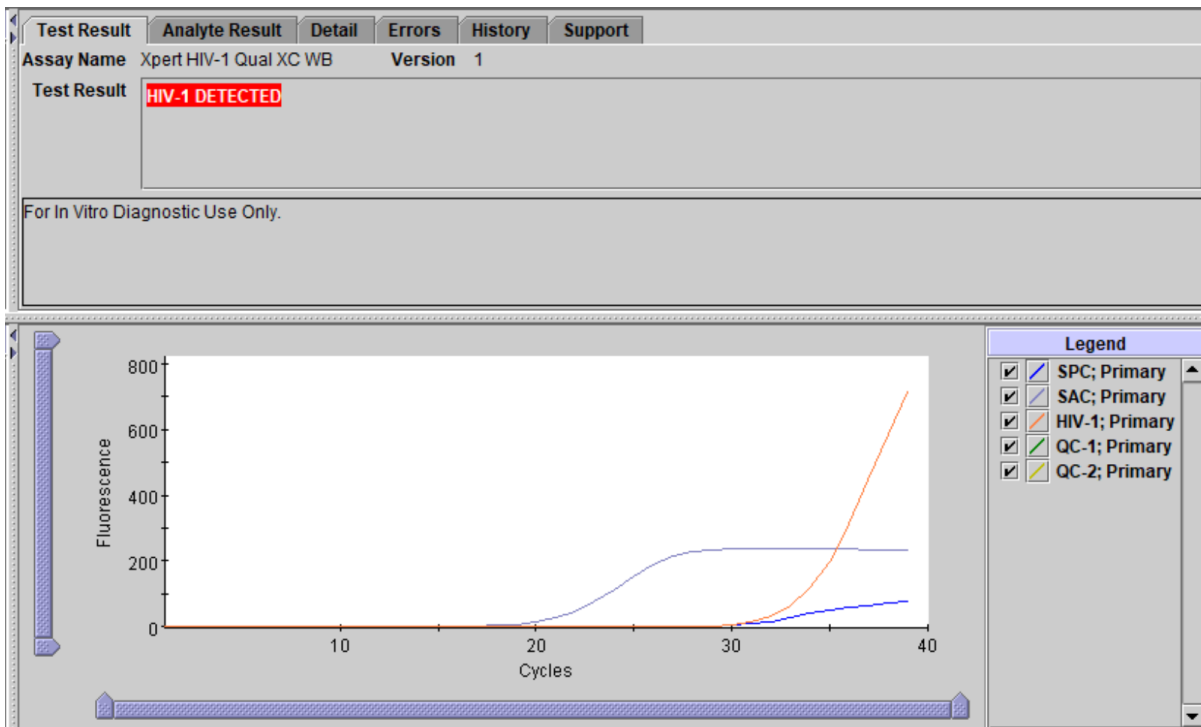 Test Result Analyte Result Detail Errors History Support
Assay Name Xpert HIV-1 Qual XC WB Version 1
Test Result HIV-1 DETECTED
For In Vitro Diagnostic Use Only.
Legend
SPC; Primary
SAC; Primary
HIV-1; Primary
QC-1; Primary
QC-2; Primary
Fluorescence
800
600
400
200
0
10 20 30 40
Cycles